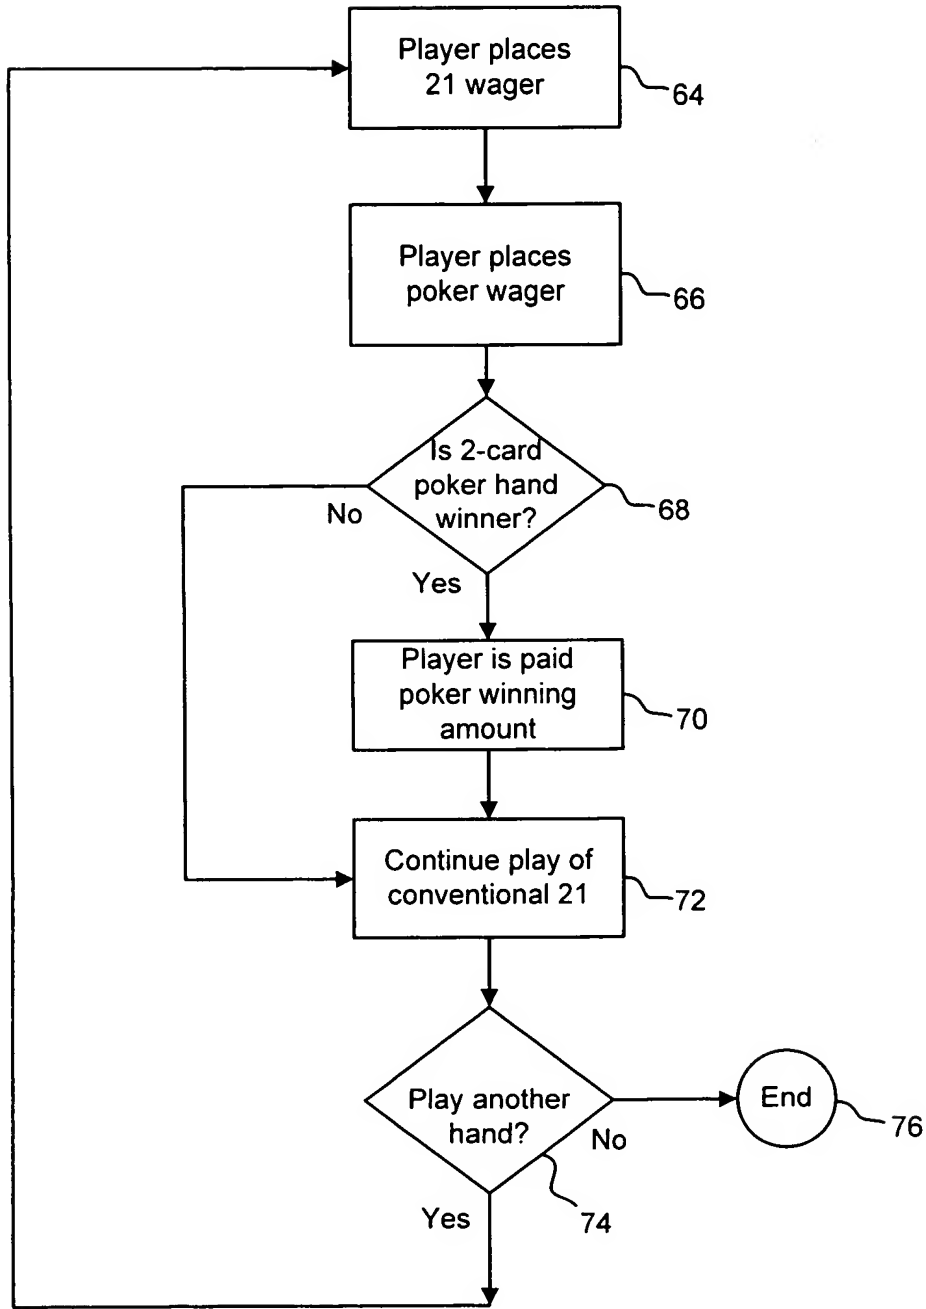 Player places
21 wager
64
Player places
poker wager
66
Is 2-card
poker hand
winner?
68
No
Yes
Player is paid
poker winning
amount
70
Continue play of
conventional 21
72
Play another
hand?
No
End
76
74
Yes